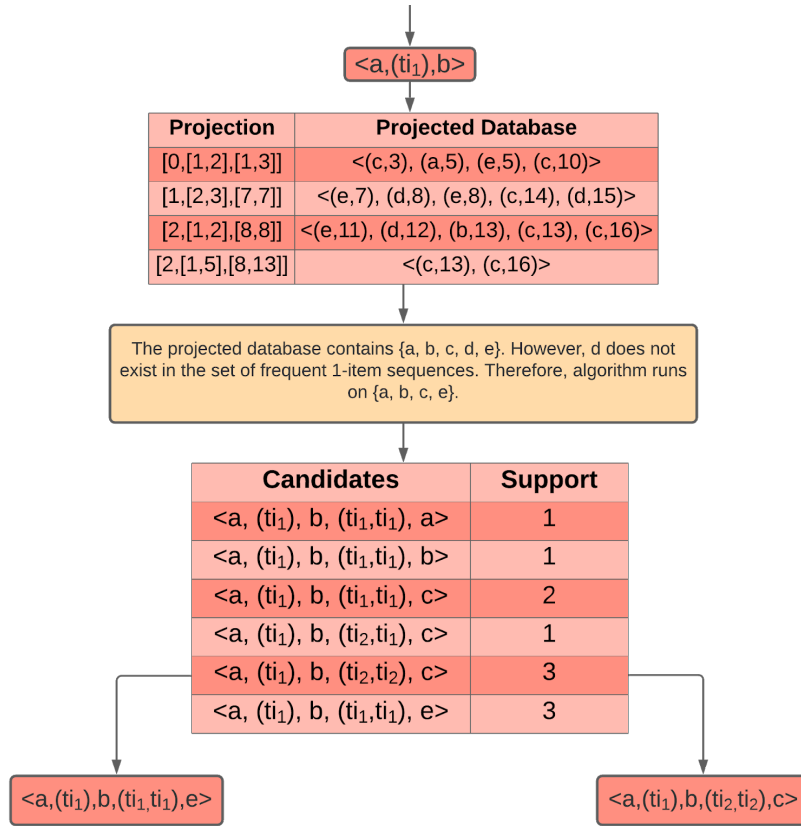 <a,(ti₁),b>
Projection Projected Database
[0,[1,2],[1,3]] <(c,3), (a,5), (e,5), (c,10)>
[1,[2,3],[7,7]] <(e,7), (d,8), (e,8), (c,14), (d,15)>
[2,[1,2],[8,8]] <(e,11), (d,12), (b,13), (c,13), (c,16)>
[2,[1,5],[8,13]] <(c,13), (c,16)>
The projected database contains {a, b, c, d, e}. However, d does not
exist in the set of frequent 1-item sequences. Therefore, algorithm runs
on {a, b, c, e}.
Candidates Support
<a, (ti₁), b, (ti₁,ti₁), a> 1
<a, (ti₁), b, (ti₁,ti₁), b> 1
<a, (ti₁), b, (ti₁,ti₁), c> 2
<a, (ti₁), b, (ti₂,ti₁), c> 1
<a, (ti₁), b, (ti₂,ti₂), c> 3
<a, (ti₁), b, (ti₁,ti₁), e> 3
<a,(ti₁),b,(ti₁,ti₁),e> <a,(ti₁),b,(ti₂,ti₂),c>